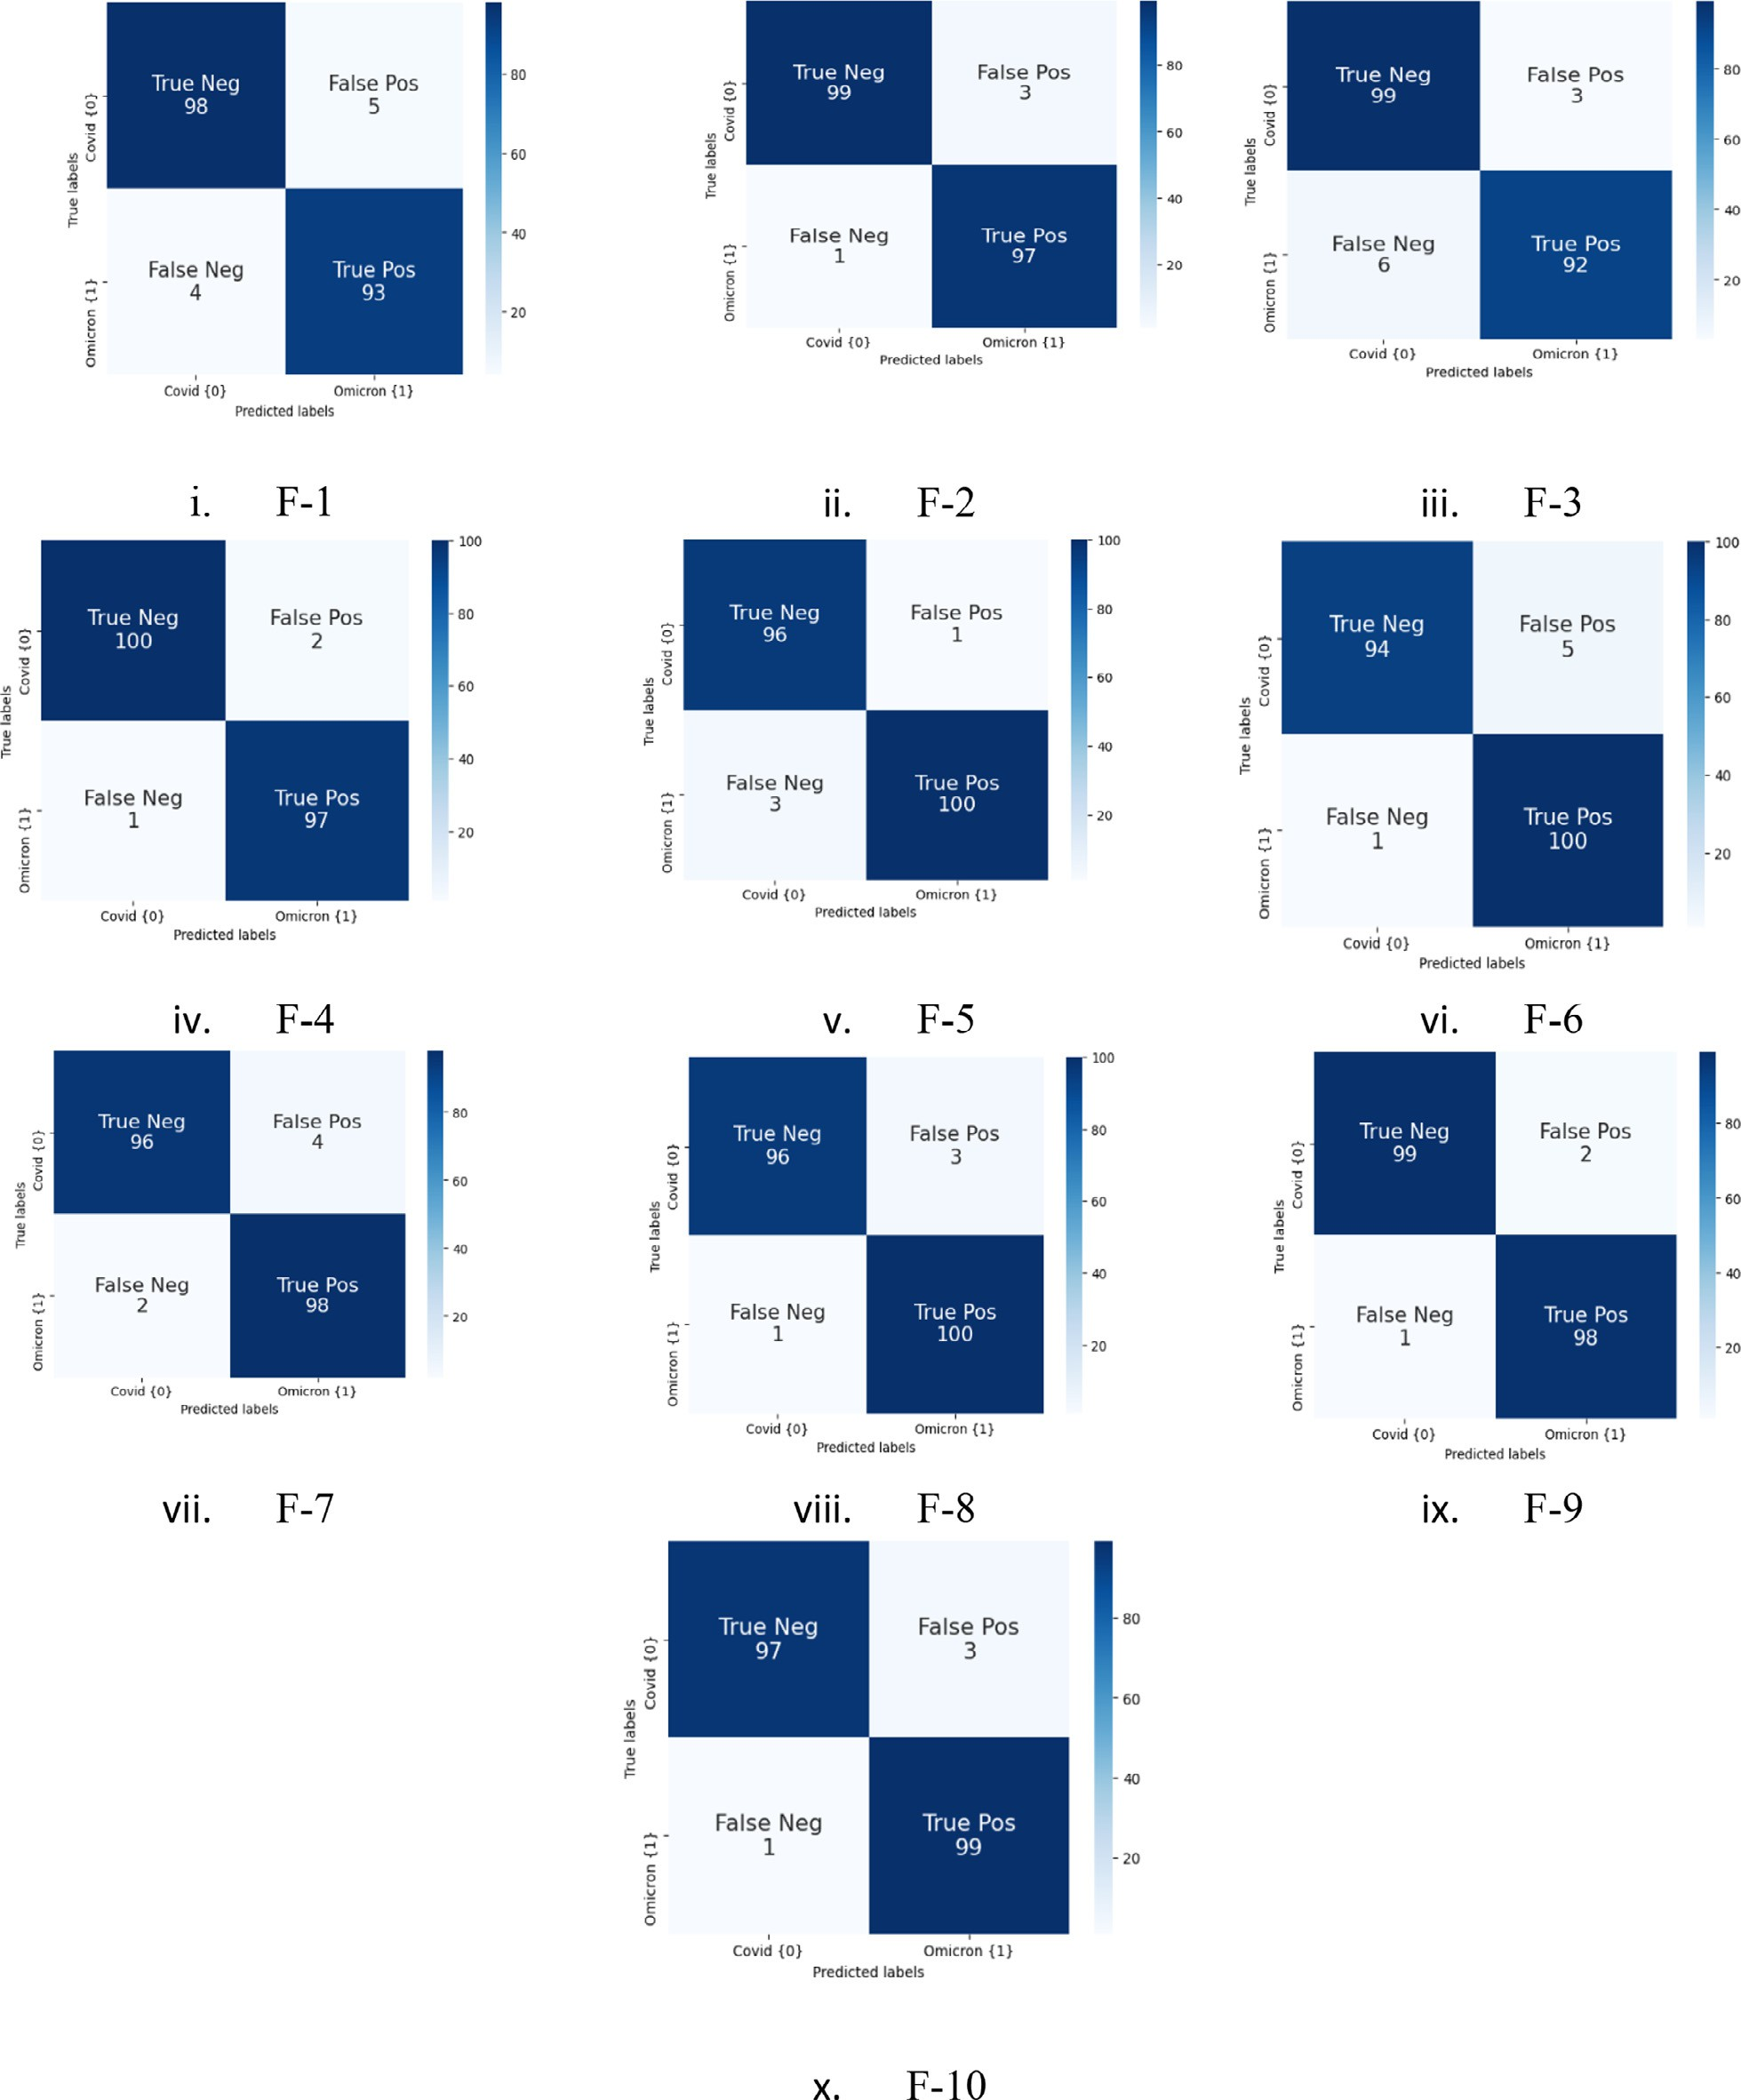 True Neg
98
False Pos
5
False Neg
4
True Pos
93
True labels
Covid {0}
Omicron {1}
Covid {0}
Omicron {1}
Predicted labels
80
60
40
20
i. F-1
True Neg
99
False Pos
3
False Neg
1
True Pos
97
True labels
Covid {0}
Omicron {1}
Covid {0}
Omicron {1}
Predicted labels
80
60
40
20
ii. F-2
True Neg
99
False Pos
3
False Neg
6
True Pos
92
True labels
Covid {0}
Omicron {1}
Covid {0}
Omicron {1}
Predicted labels
80
60
40
20
iii. F-3
True Neg
100
False Pos
2
False Neg
1
True Pos
97
True labels
Covid {0}
Omicron {1}
Covid {0}
Omicron {1}
Predicted labels
100
80
60
40
20
iv. F-4
True Neg
96
False Pos
1
False Neg
3
True Pos
100
True labels
Covid {0}
Omicron {1}
Covid {0}
Omicron {1}
Predicted labels
100
80
60
40
20
v. F-5
True Neg
94
False Pos
5
False Neg
1
True Pos
100
True labels
Covid {0}
Omicron {1}
Covid {0}
Omicron {1}
Predicted labels
100
80
60
40
20
vi. F-6
True Neg
96
False Pos
4
False Neg
2
True Pos
98
True labels
Covid {0}
Omicron {1}
Covid {0}
Omicron {1}
Predicted labels
80
60
40
20
vii. F-7
True Neg
96
False Pos
3
False Neg
1
True Pos
100
True labels
Covid {0}
Omicron {1}
Covid {0}
Omicron {1}
Predicted labels
100
80
60
40
20
viii. F-8
True Neg
99
False Pos
2
False Neg
1
True Pos
98
True labels
Covid {0}
Omicron {1}
Covid {0}
Omicron {1}
Predicted labels
80
60
40
20
ix. F-9
True Neg
97
False Pos
3
False Neg
1
True Pos
99
True labels
Covid {0}
Omicron {1}
Covid {0}
Omicron {1}
Predicted labels
80
60
40
20
x. F-10